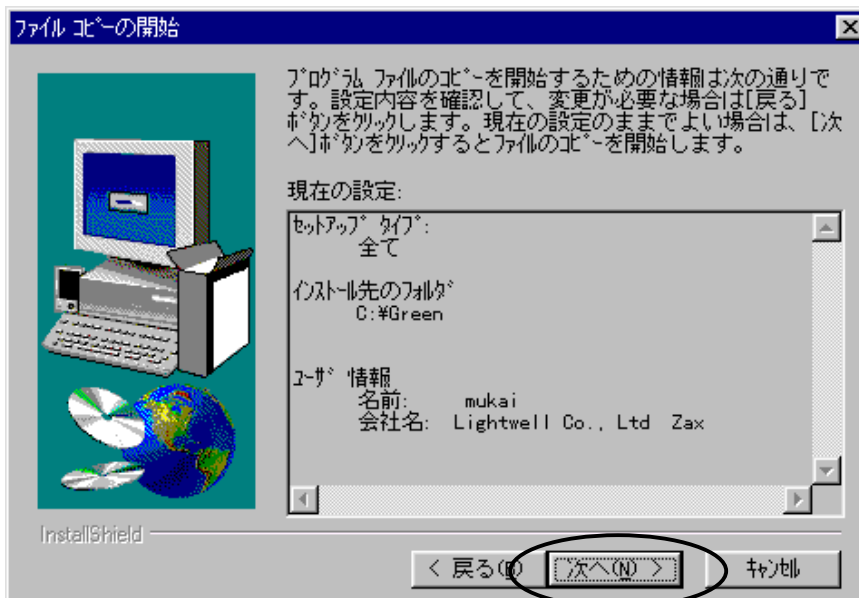 ﾌｧｲﾙ ｺﾋﾟｰの開始
ﾌﾟﾛｸﾞﾗﾑ ﾌｧｲﾙのｺﾋﾟｰを開始するための情報は次の通りで
す。設定内容を確認して、変更が必要な場合は[戻る]
ﾎﾞﾀﾝをｸﾘｯｸします。現在の設定のままでよい場合は、[次
へ]ﾎﾞﾀﾝをｸﾘｯｸするとﾌｧｲﾙのｺﾋﾟｰを開始します。
現在の設定:
ｾｯﾄｱｯﾌﾟ ﾀｲﾌﾟ:
全て
ｲﾝｽﾄｰﾙ先のﾌｫﾙﾀﾞ
C:¥Green
ﾕｰｻﾞ 情報
名前: mukai
会社名: Lightwell Co., Ltd Zax
InstallShield
< 戻る(B) 次へ(N) > ｷｬﾝｾﾙ